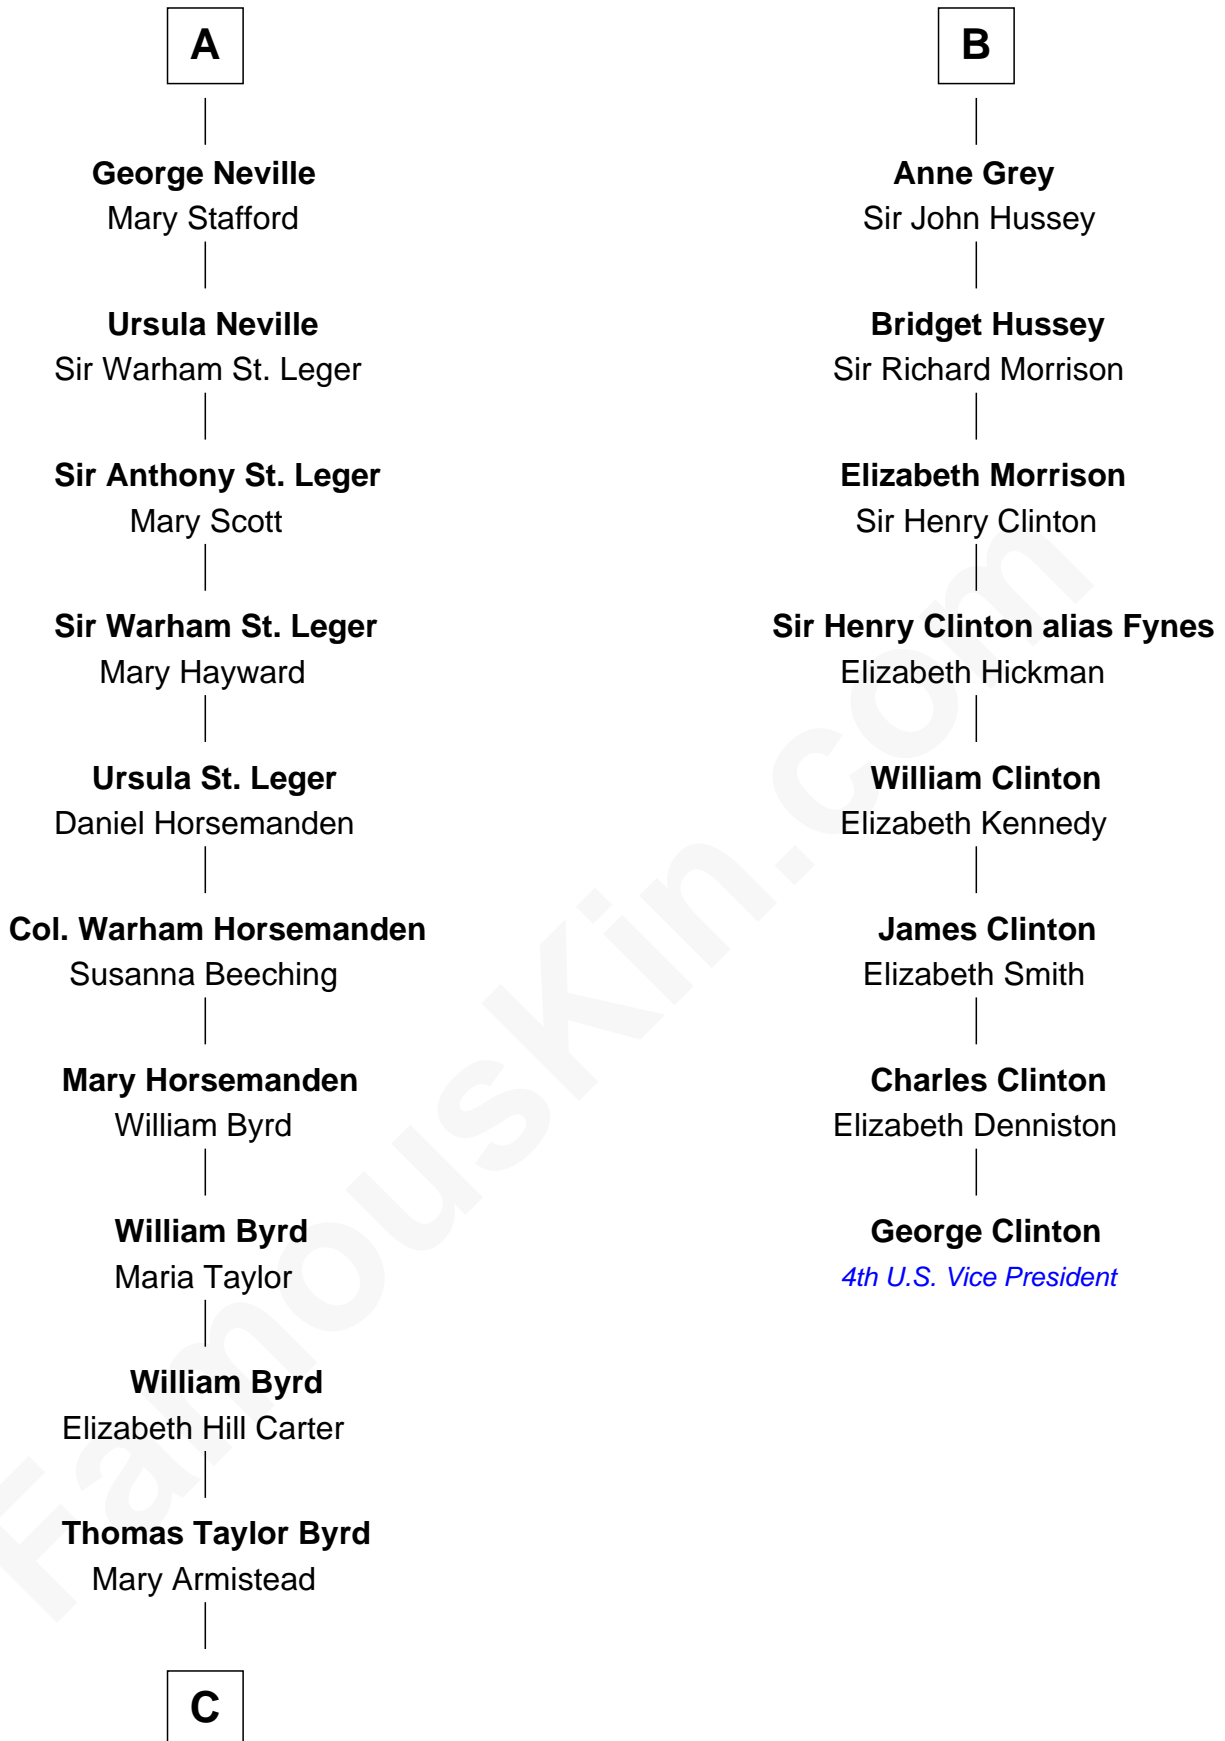 A
George Neville
Mary Stafford
Ursula Neville
Sir Warham St. Leger
Sir Anthony St. Leger
Mary Scott
Sir Warham St. Leger
Mary Hayward
Ursula St. Leger
Daniel Horsemanden
Col. Warham Horsemanden
Susanna Beeching
Mary Horsemanden
William Byrd
William Byrd
Maria Taylor
William Byrd
Elizabeth Hill Carter
Thomas Taylor Byrd
Mary Armistead
C
B
Anne Grey
Sir John Hussey
Bridget Hussey
Sir Richard Morrison
Elizabeth Morrison
Sir Henry Clinton
Sir Henry Clinton alias Fynes
Elizabeth Hickman
William Clinton
Elizabeth Kennedy
James Clinton
Elizabeth Smith
Charles Clinton
Elizabeth Denniston
George Clinton
4th U.S. Vice President
FamousKin.com